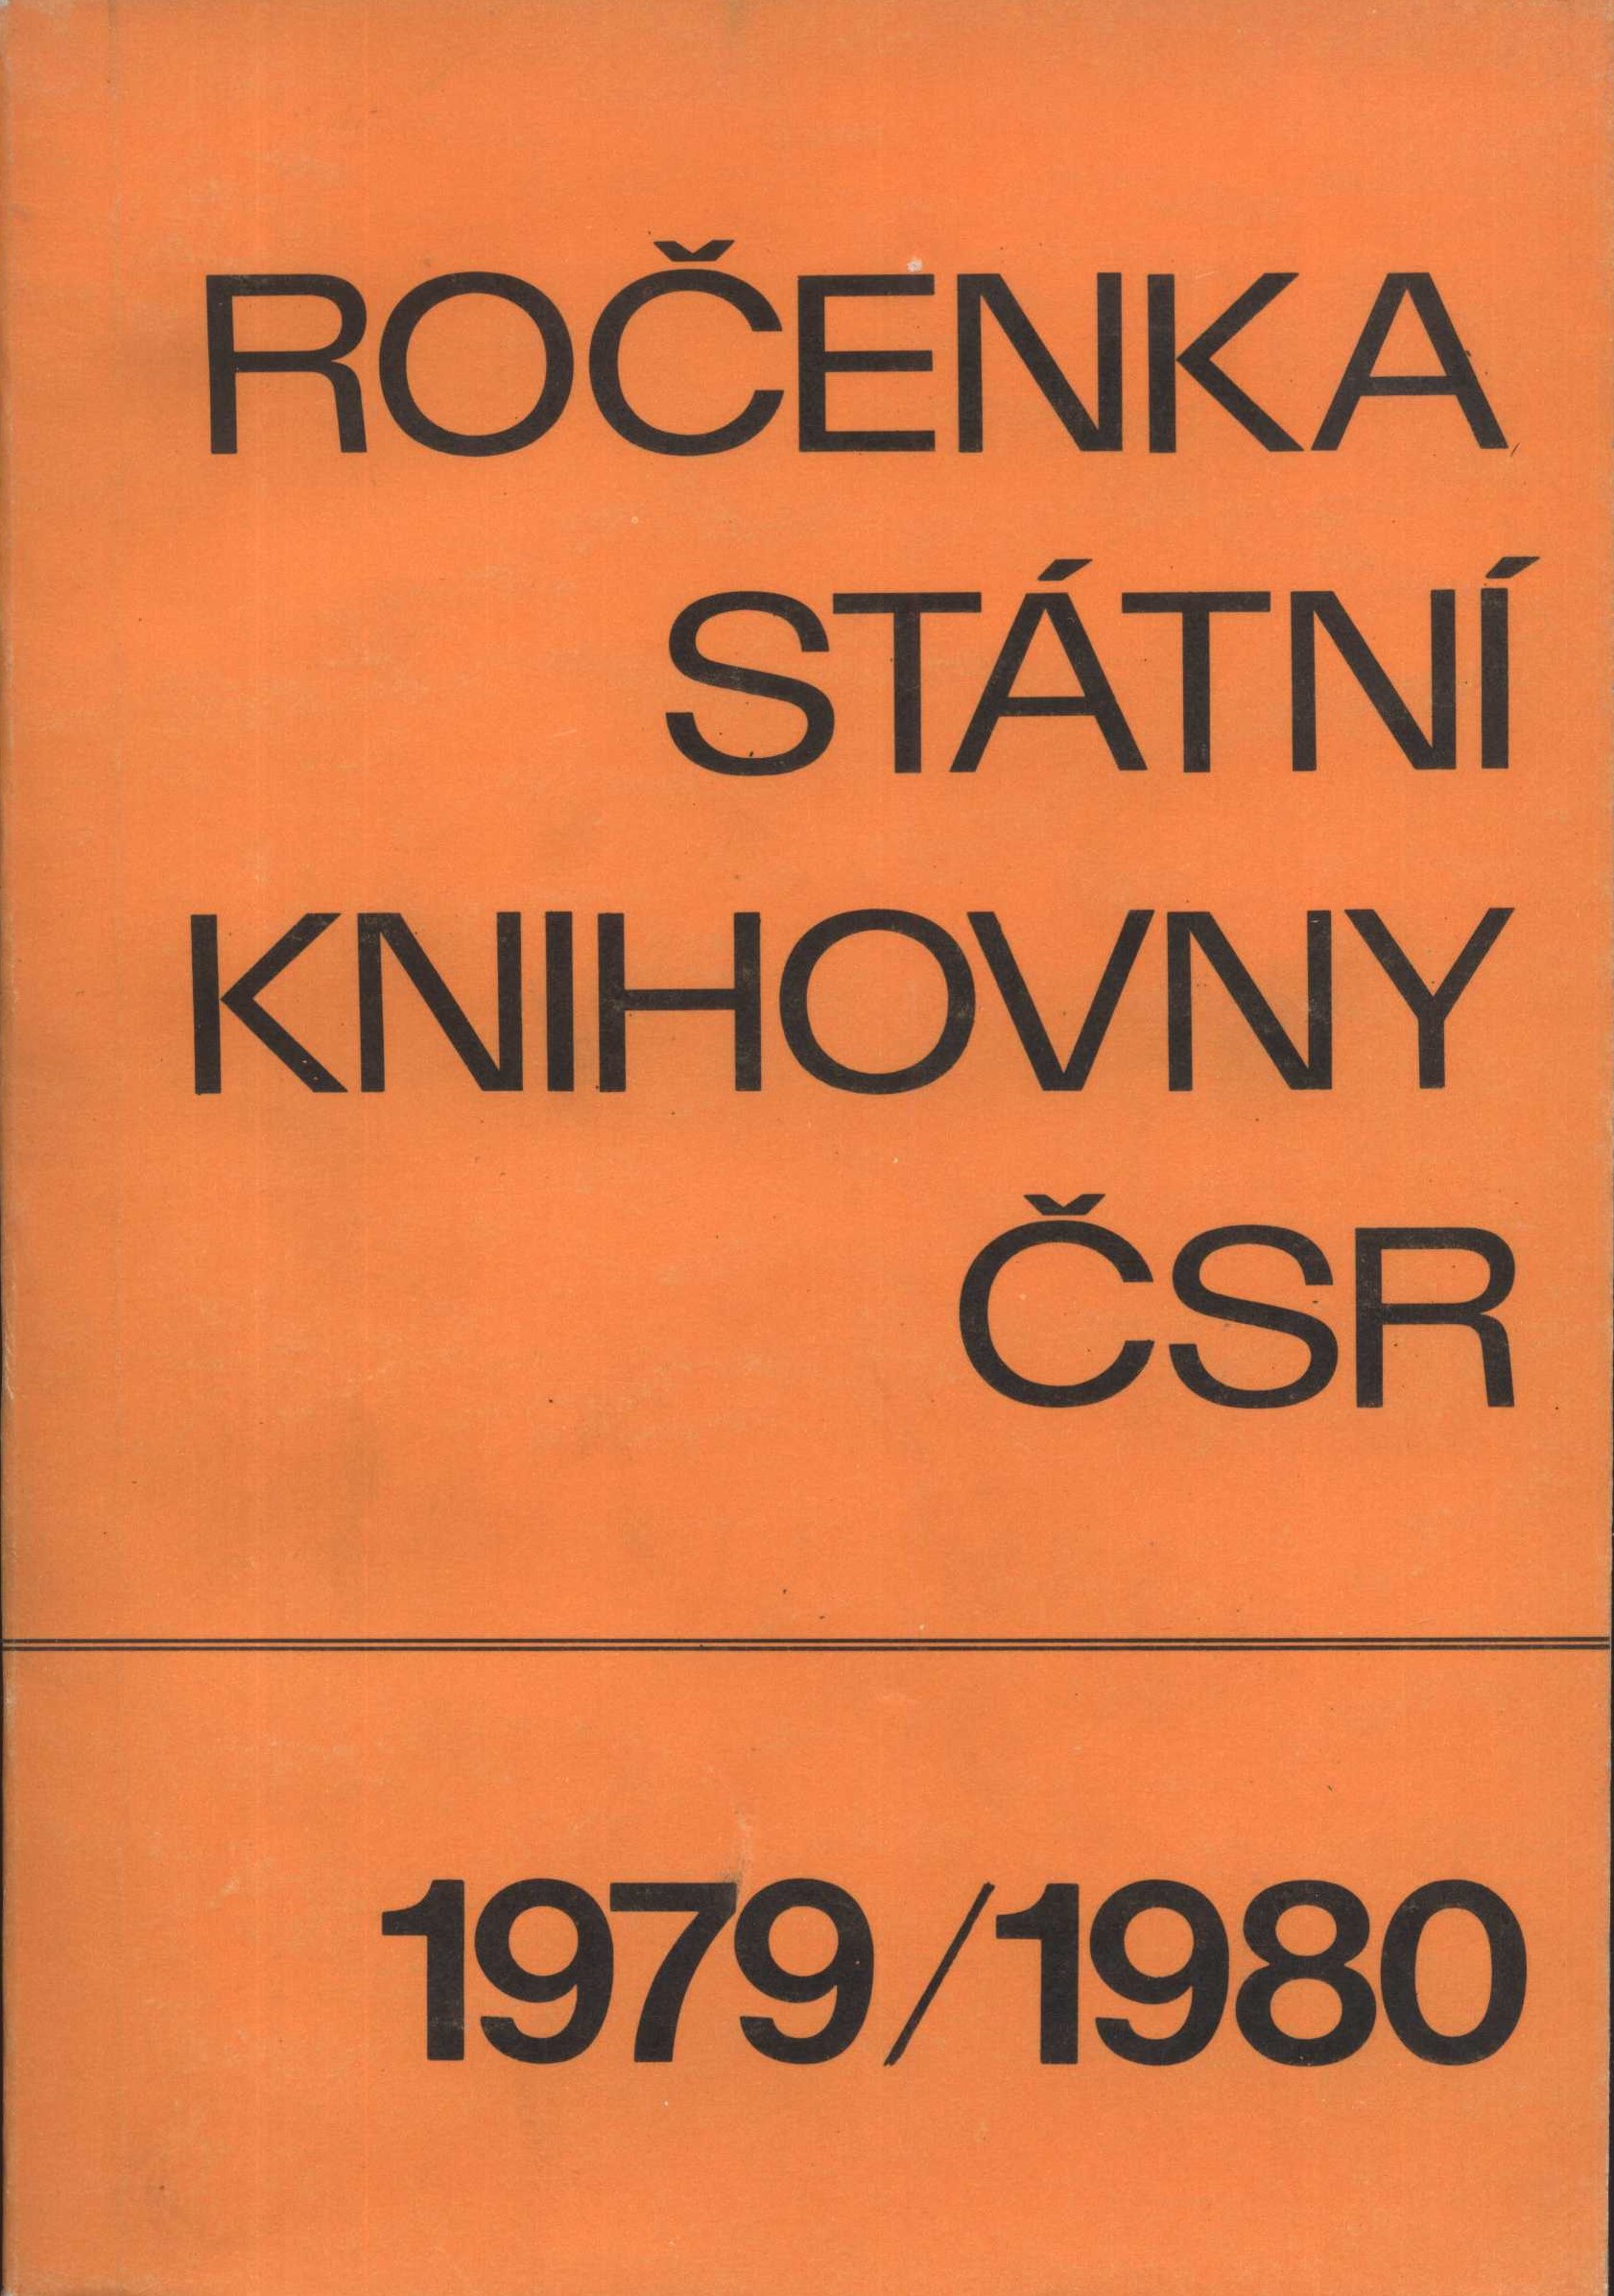 ROČENKA
STÁTNÍ
KNIHOVNY
ČSR
1979/1980